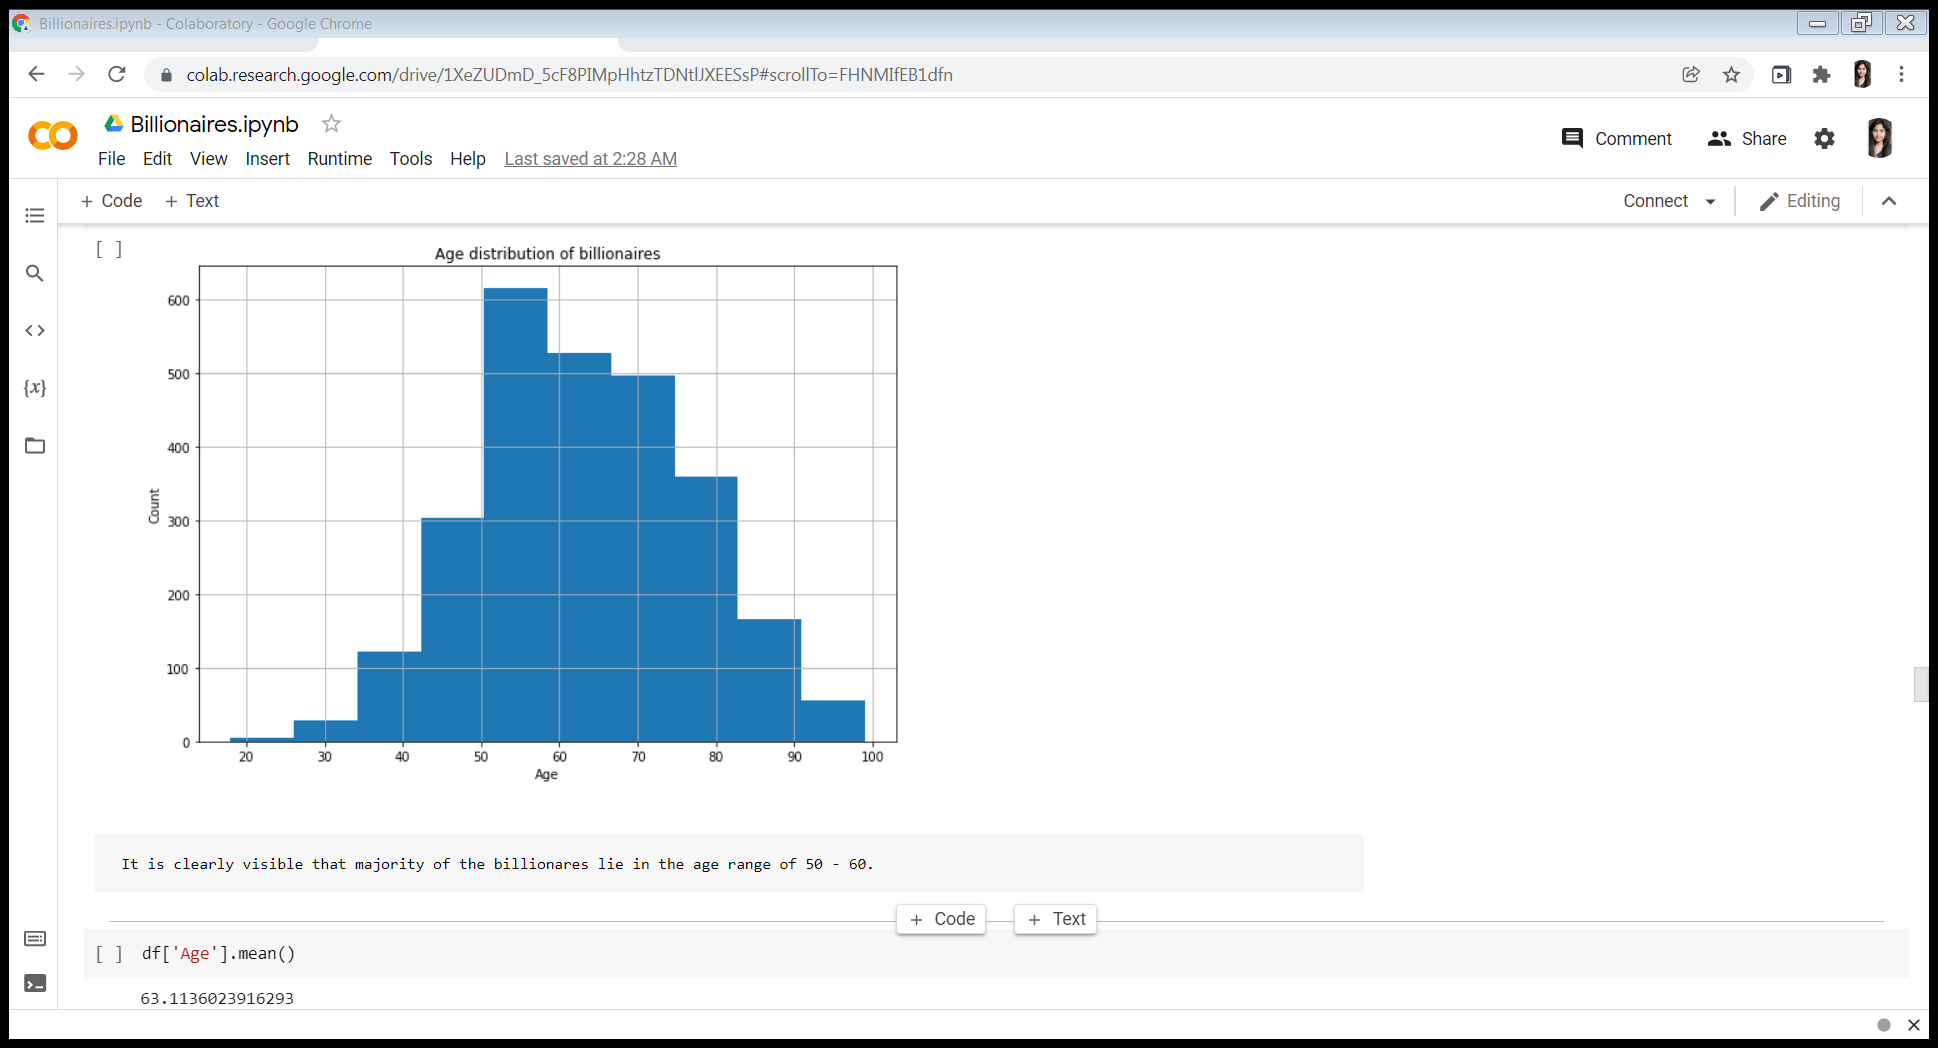 Billionaires.ipynb - Colaboratory - Google Chrome
colab.research.google.com/drive/1XeZUDmD_5cF8PIMpHhtzTDNtlJXEESsP#scrollTo=FHNMIfEB1dfn
CO
Billionaires.ipynb
File Edit View Insert Runtime Tools Help Last saved at 2:28 AM
Comment Share
+ Code + Text
Connect Editing
{x}
[ ]
Age distribution of billionaires
600
500
400
300
200
100
0
Count
20 30 40 50 60 70 80 90 100
Age
It is clearly visible that majority of the billionares lie in the age range of 50 - 60.
+ Code + Text
[ ] df['Age'].mean()
63.1136023916293